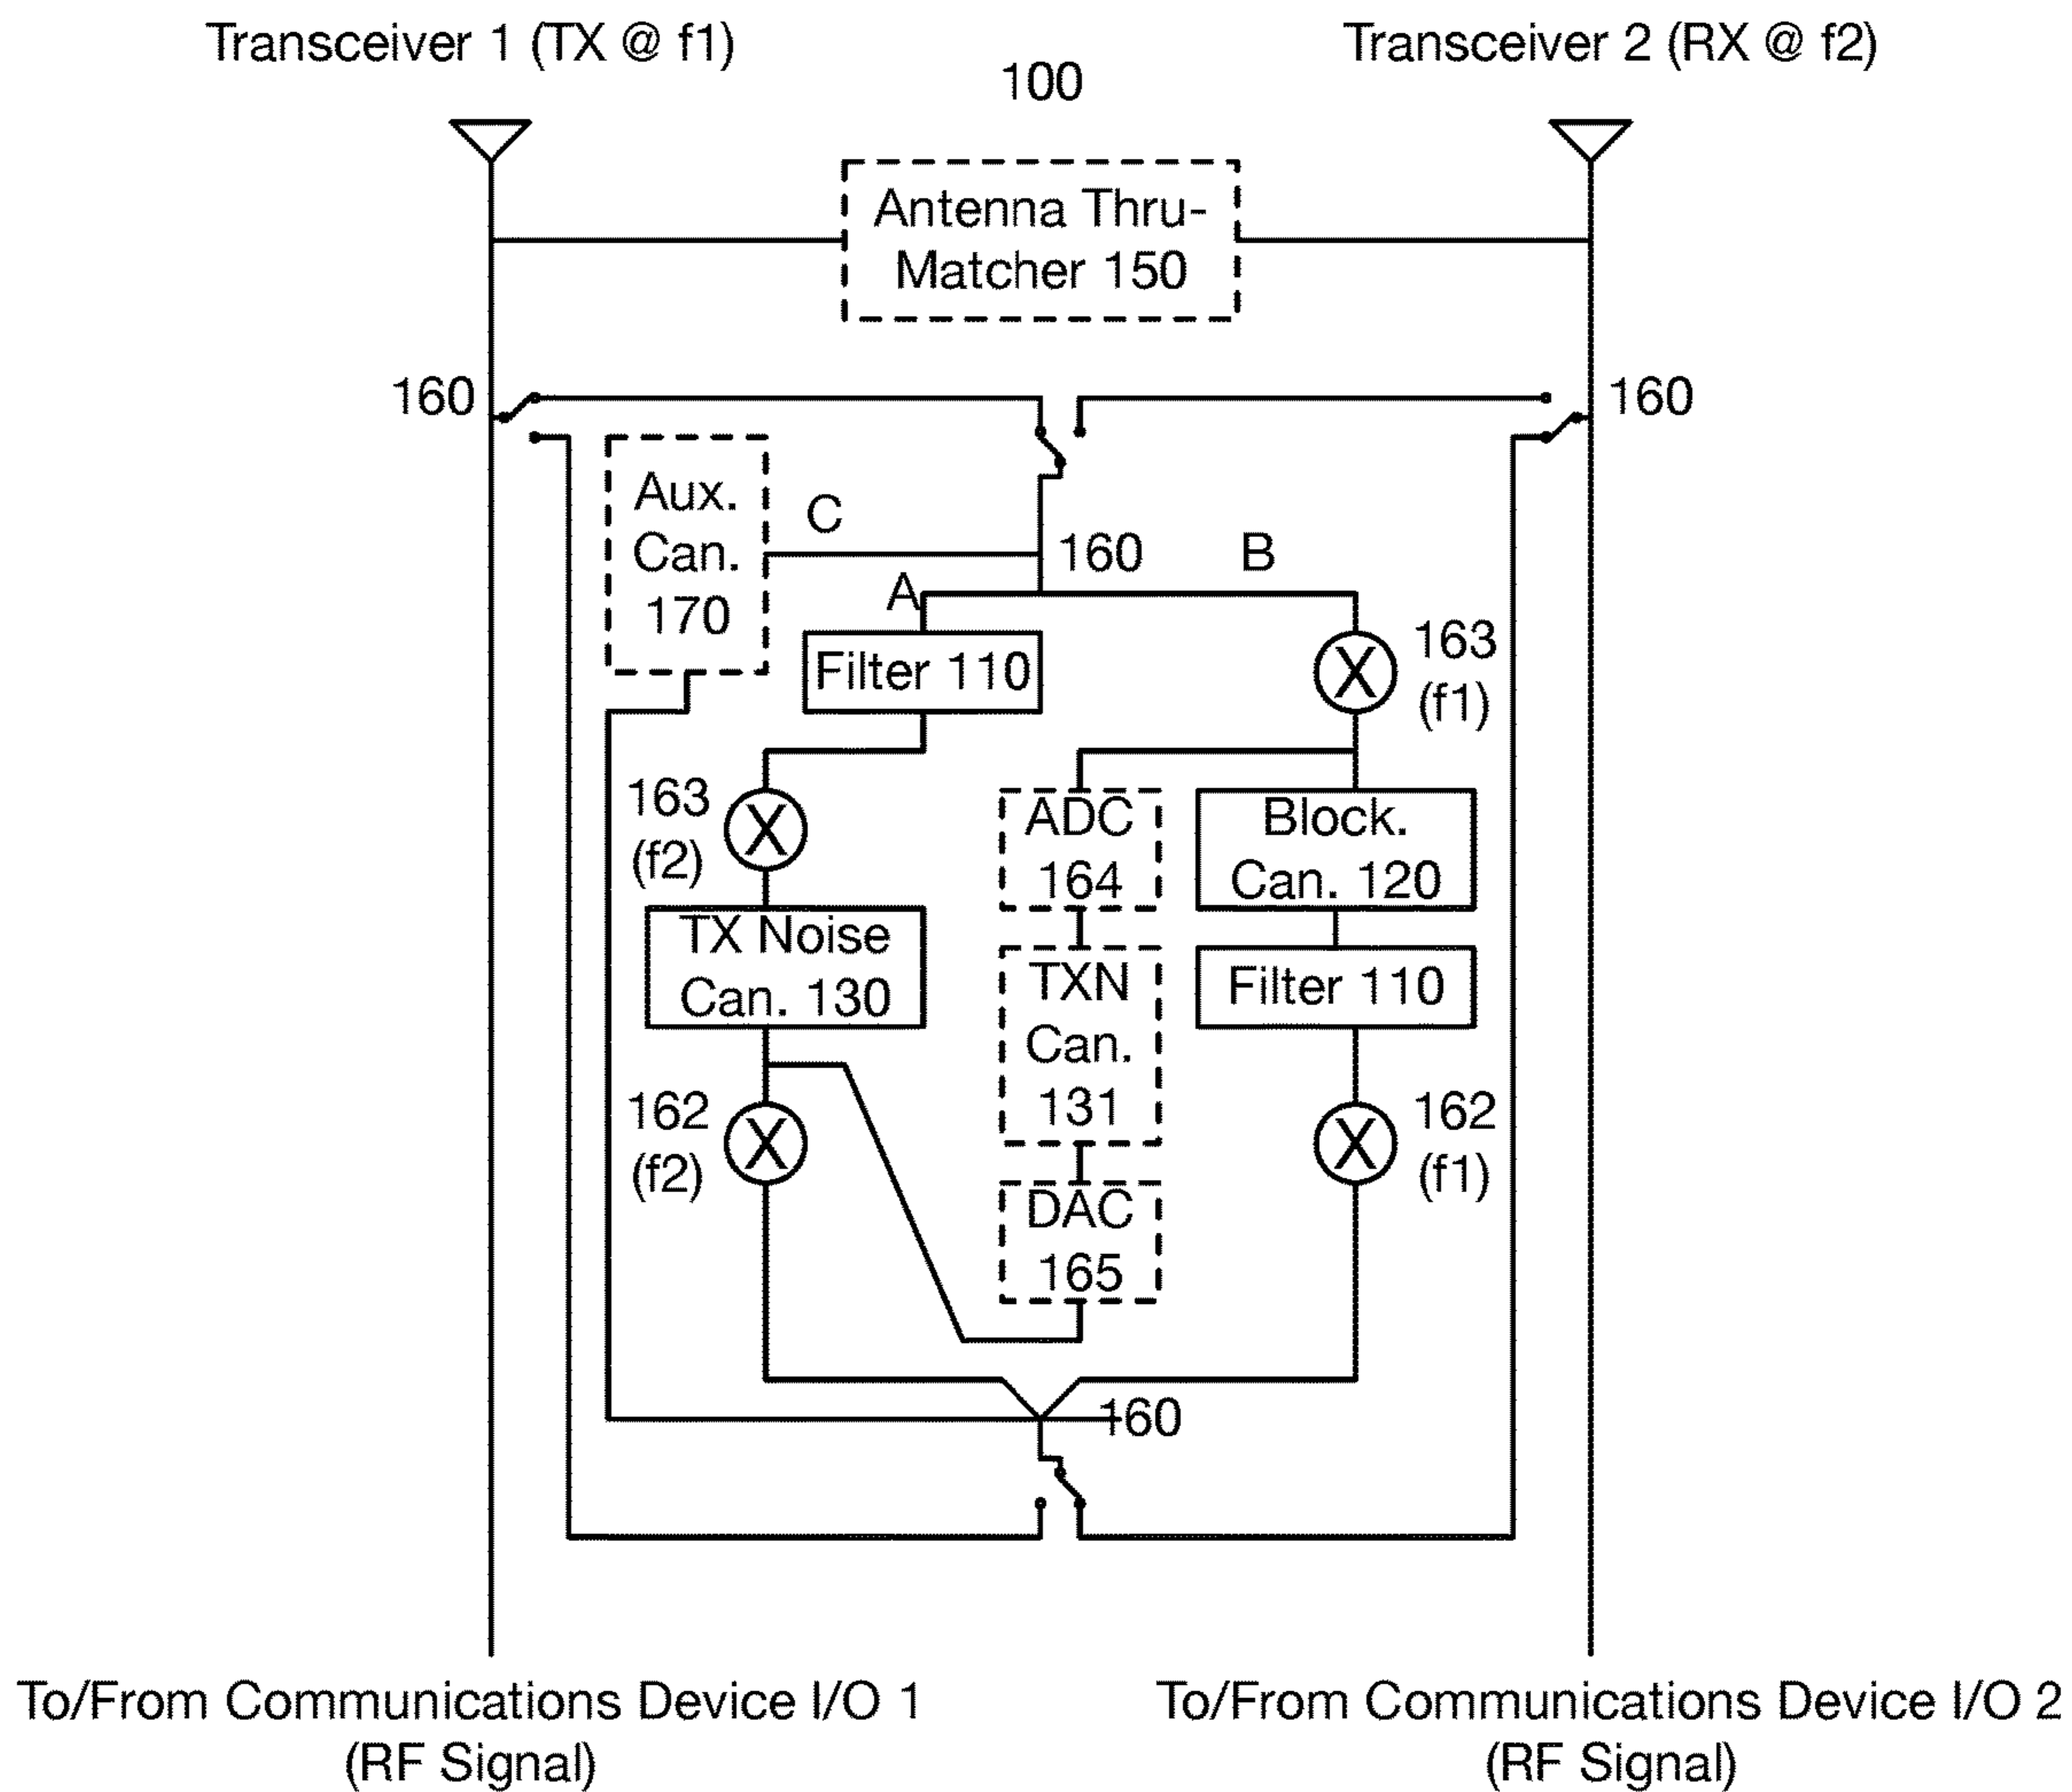 Transceiver 1 (TX @ f1)
Transceiver 2 (RX @ f2)
100
Antenna Thru-
Matcher 150
160
160
Aux.
Can.
170
C
160
B
A
Filter 110
163
(f1)
163
(f2)
ADC
164
Block.
Can. 120
TX Noise
Can. 130
TXN
Can.
131
Filter 110
162
(f2)
162
(f1)
DAC
165
160
To/From Communications Device I/O 1
(RF Signal)
To/From Communications Device I/O 2
(RF Signal)